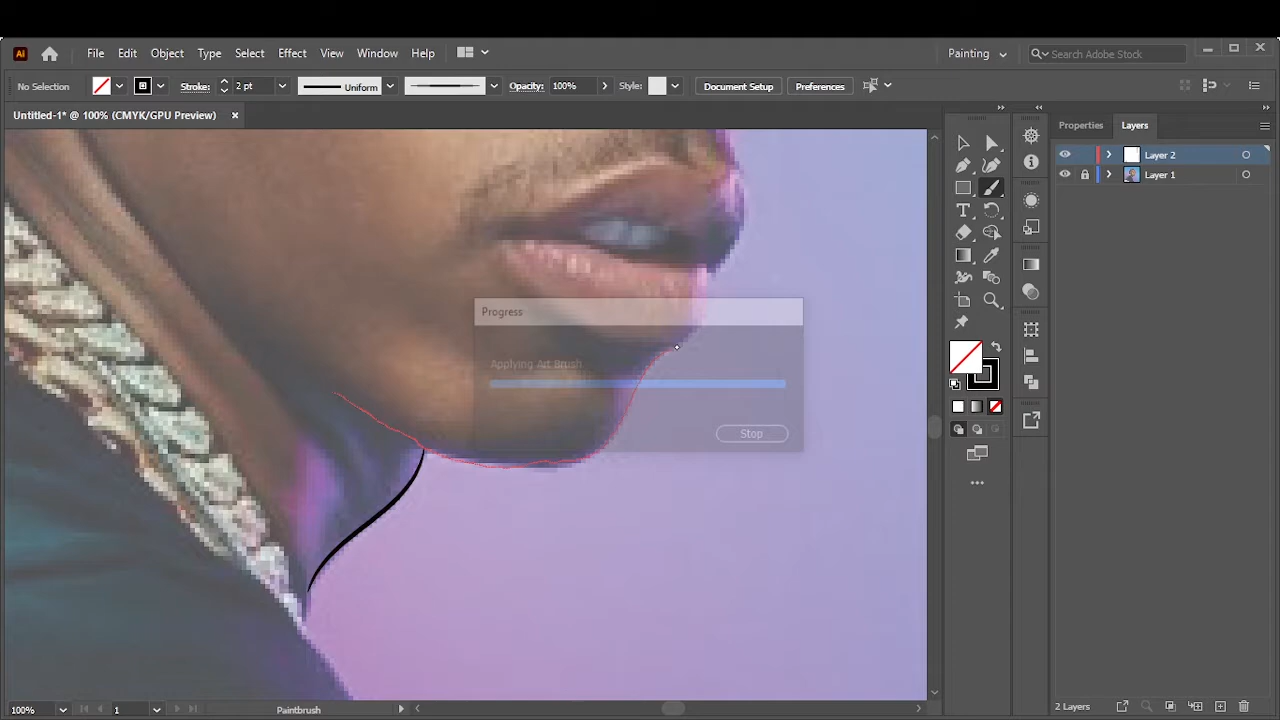 Ai File Edit Object Type Select Effect View Window Help Painting Search Adobe Stock
No Selection Stroke: 2 pt Uniform Opacity: 100% Style: Document Setup Preferences
Untitled-1* @ 100% (CMYK/GPU Preview) Properties Layers
Layer 2
Layer 1
Progress
Applying Art Brush
Stop
100% 1 Paintbrush 2 Layers